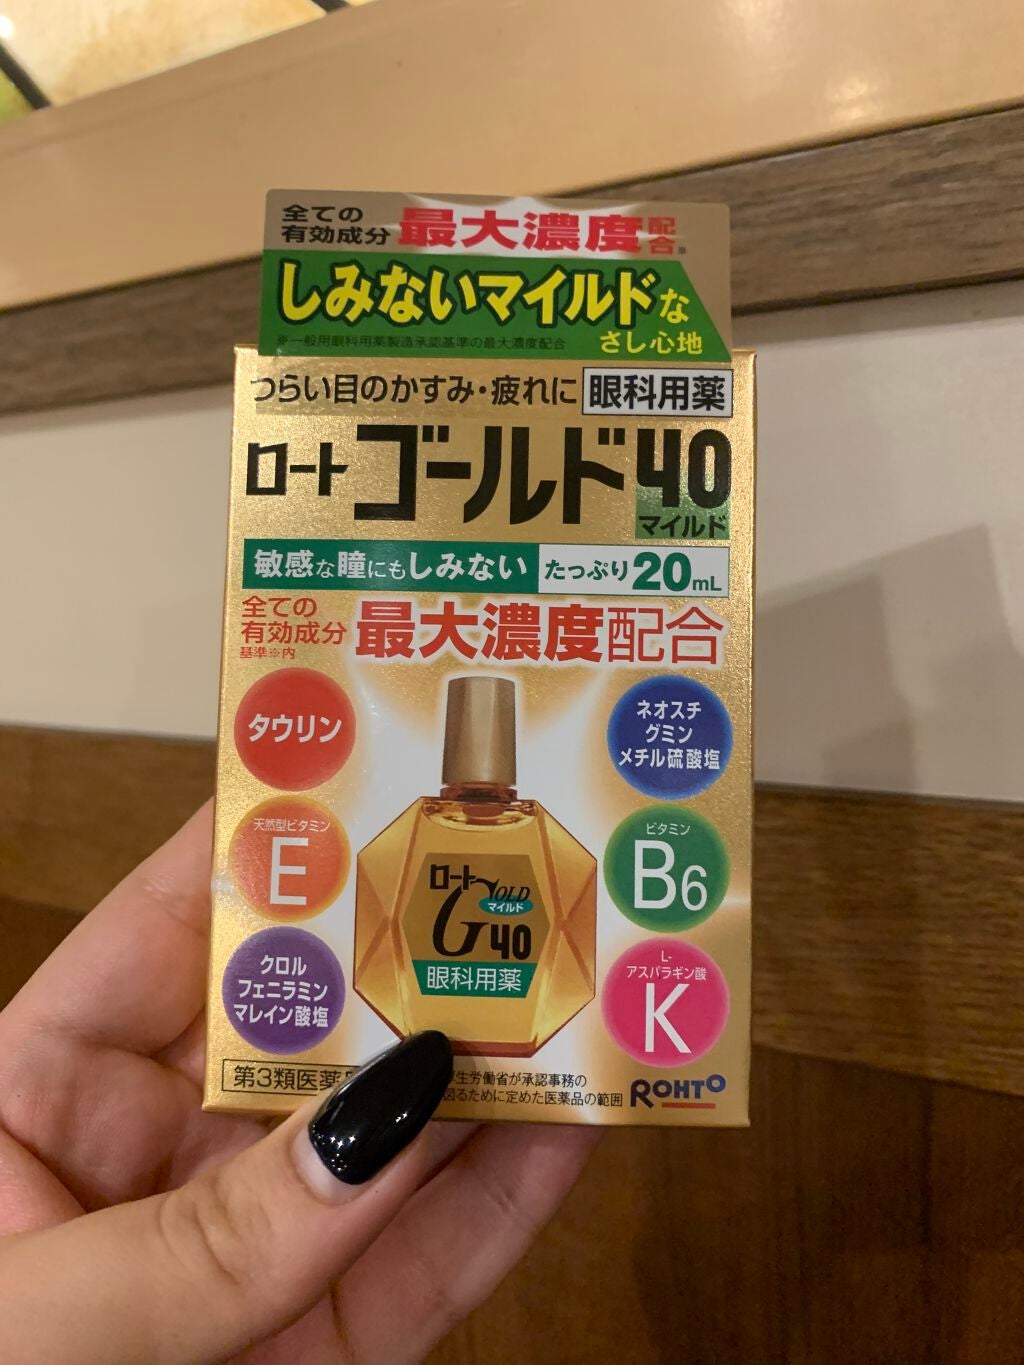 全ての
有効成分 最大濃度配合※
しみないマイルドな
さし心地
※一般用眼科用薬製造承認基準の最大濃度配合
つらい目のかすみ・疲れに 眼科用薬
ロートゴールド40
マイルド
敏感な瞳にもしみない たっぷり20mL
全ての
有効成分 最大濃度配合
基準※内
タウリン
ネオスチ
グミン
メチル硫酸塩
天然型ビタミン
E
ビタミン
B6
クロル
フェニラミン
マレイン酸塩
L-
アスパラギン酸
K
ロート
GOLD
マイルド
40
眼科用薬
第3類医薬
生労働省が承認事務の
図るために定めた医薬品の範囲
ROHTO